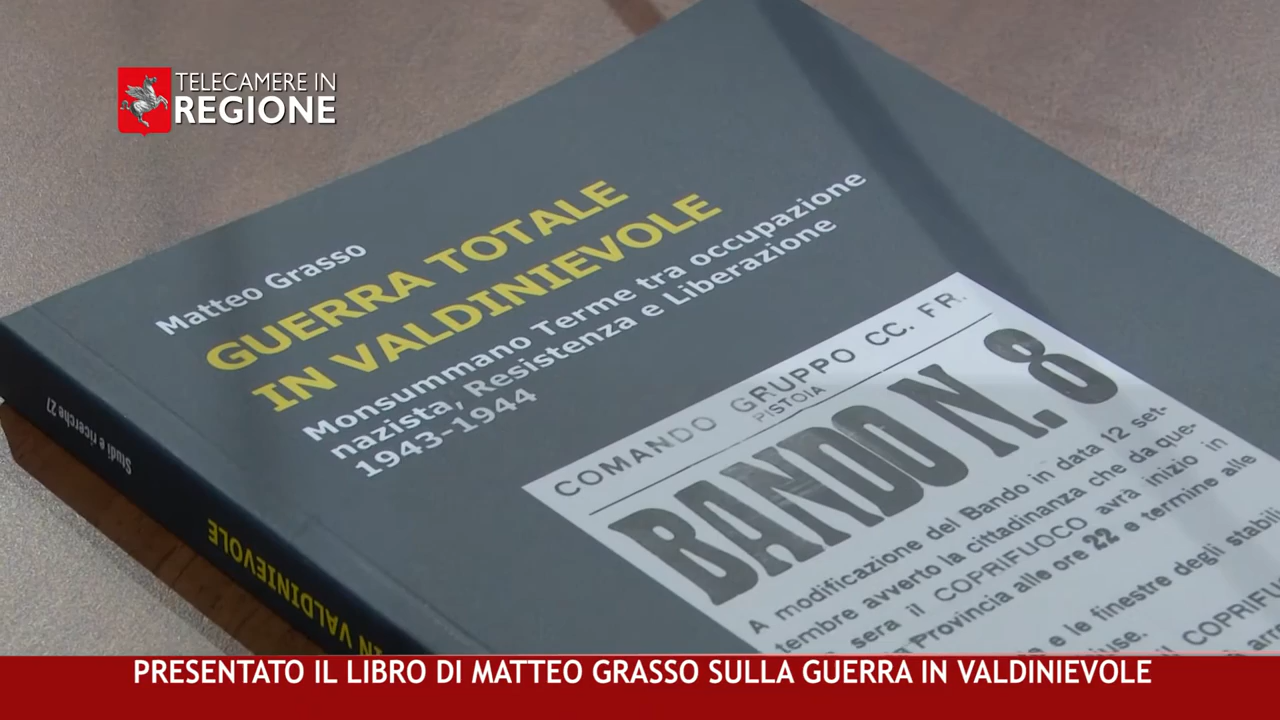 TELECAMERE IN
REGIONE
Matteo Grasso
GUERRA TOTALE
IN VALDINIEVOLE
Monsummano Terme tra occupazione
nazista, Resistenza e Liberazione
1943-1944
COMANDO GRUPPO CC. FR.
PISTOIA
BANDO N. 8
A modificazione del Bando in data 12 set-
tembre avverto la cittadinanza che da que-
sera il COPRIFUOCO avrà inizio in
Provincia alle ore 22 e termine alle
e le finestre degli stabili
Studi e ricerche 27
IN VALDINIEVOLE
PRESENTATO IL LIBRO DI MATTEO GRASSO SULLA GUERRA IN VALDINIEVOLE